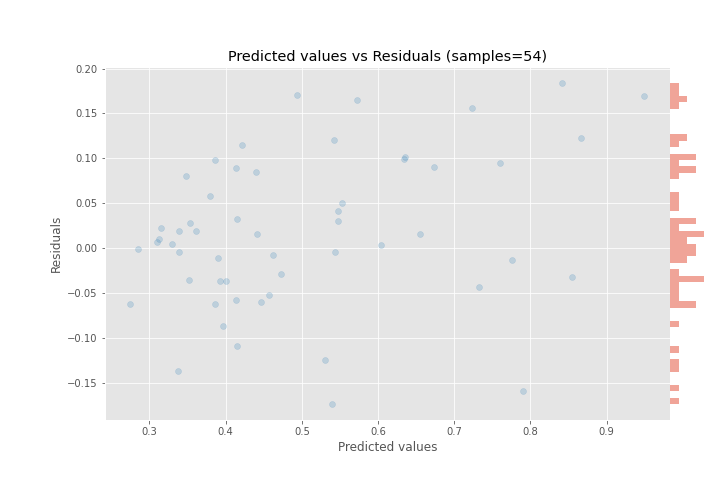 Predicted values vs Residuals (samples=54)
0.20
0.15
0.10
0.05
0.00
−0.05
−0.10
−0.15
Residuals
0.3 0.4 0.5 0.6 0.7 0.8 0.9
Predicted values